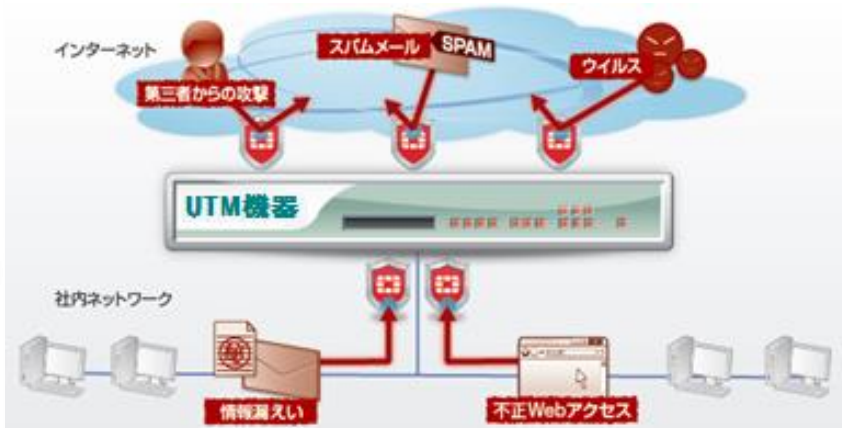 インターネット
スパムメール
SPAM
ウイルス
第三者からの攻撃
UTM機器
社内ネットワーク
情報漏えい
不正Webアクセス